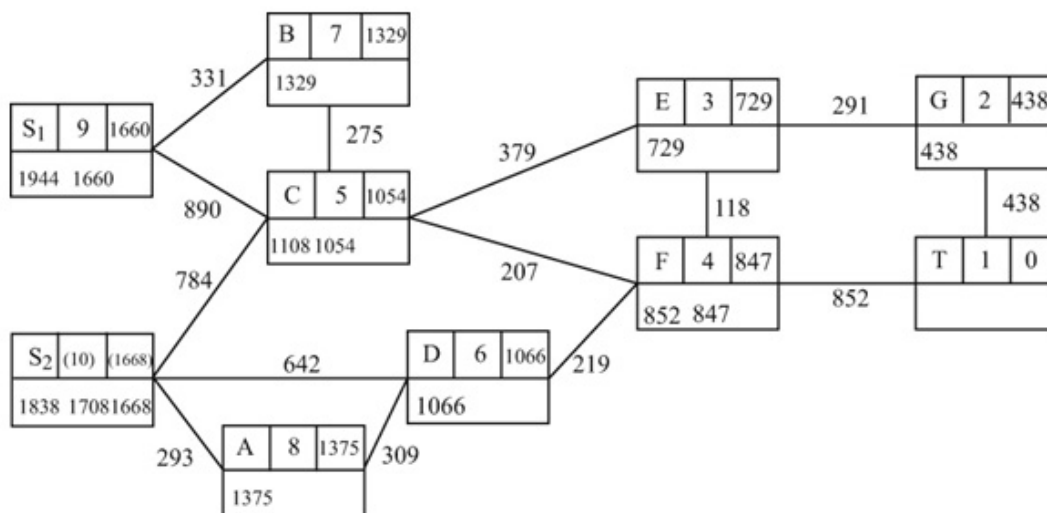 B 7 1329
1329
331
S₁ 9 1660
1944 1660
275
E 3 729
729
291
G 2 438
438
379
890
C 5 1054
1108 1054
118
438
784
207
F 4 847
852 847
852
T 1 0
S₂ (10) (1668)
1838 1708 1668
642
D 6 1066
1066
219
293
A 8 1375
1375
309